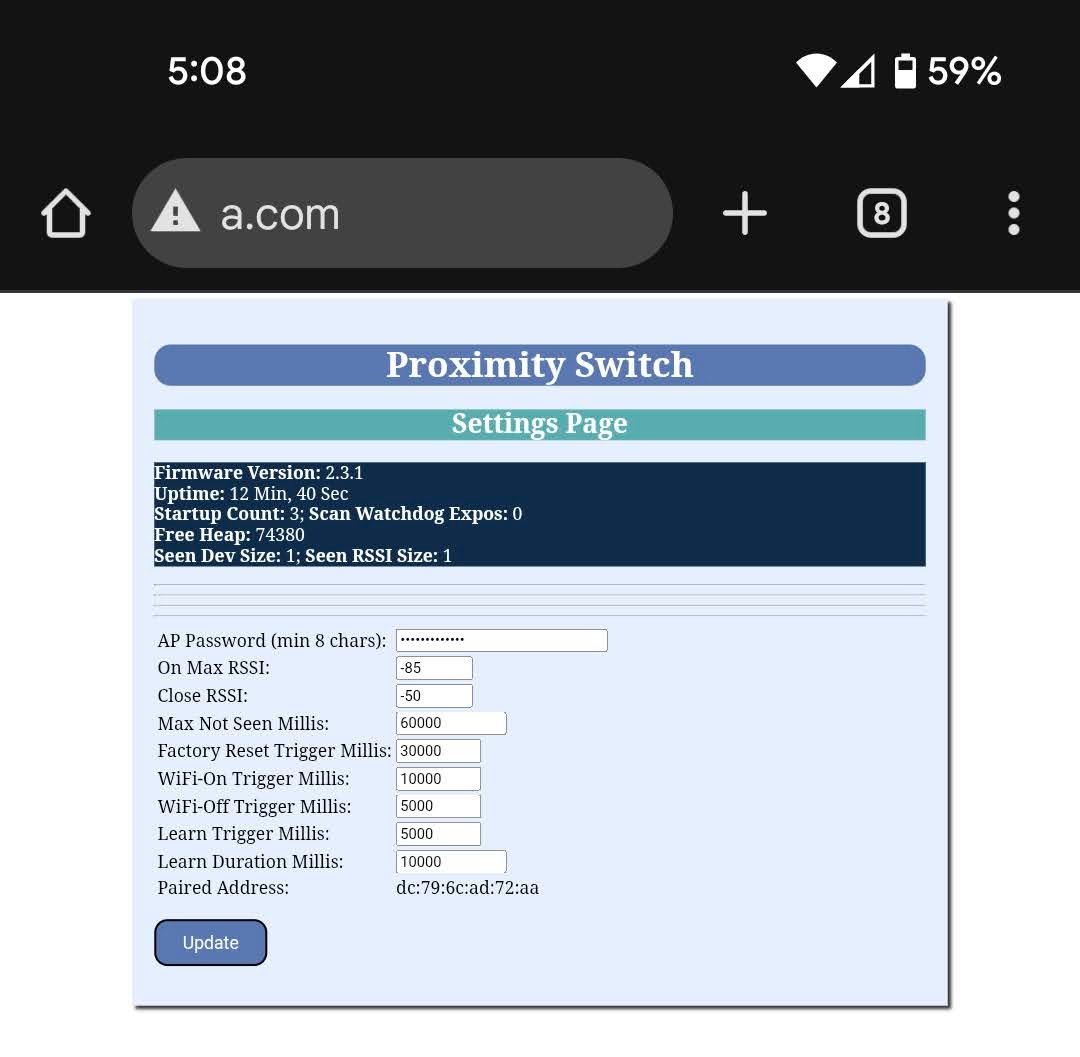 5:08 59%
a.com 8
Proximity Switch
Settings Page
Firmware Version: 2.3.1
Uptime: 12 Min, 40 Sec
Startup Count: 3; Scan Watchdog Expos: 0
Free Heap: 74380
Seen Dev Size: 1; Seen RSSI Size: 1
AP Password (min 8 chars): •••••••••••••
On Max RSSI: -85
Close RSSI: -50
Max Not Seen Millis: 60000
Factory Reset Trigger Millis: 30000
WiFi-On Trigger Millis: 10000
WiFi-Off Trigger Millis: 5000
Learn Trigger Millis: 5000
Learn Duration Millis: 10000
Paired Address: dc:79:6c:ad:72:aa
Update